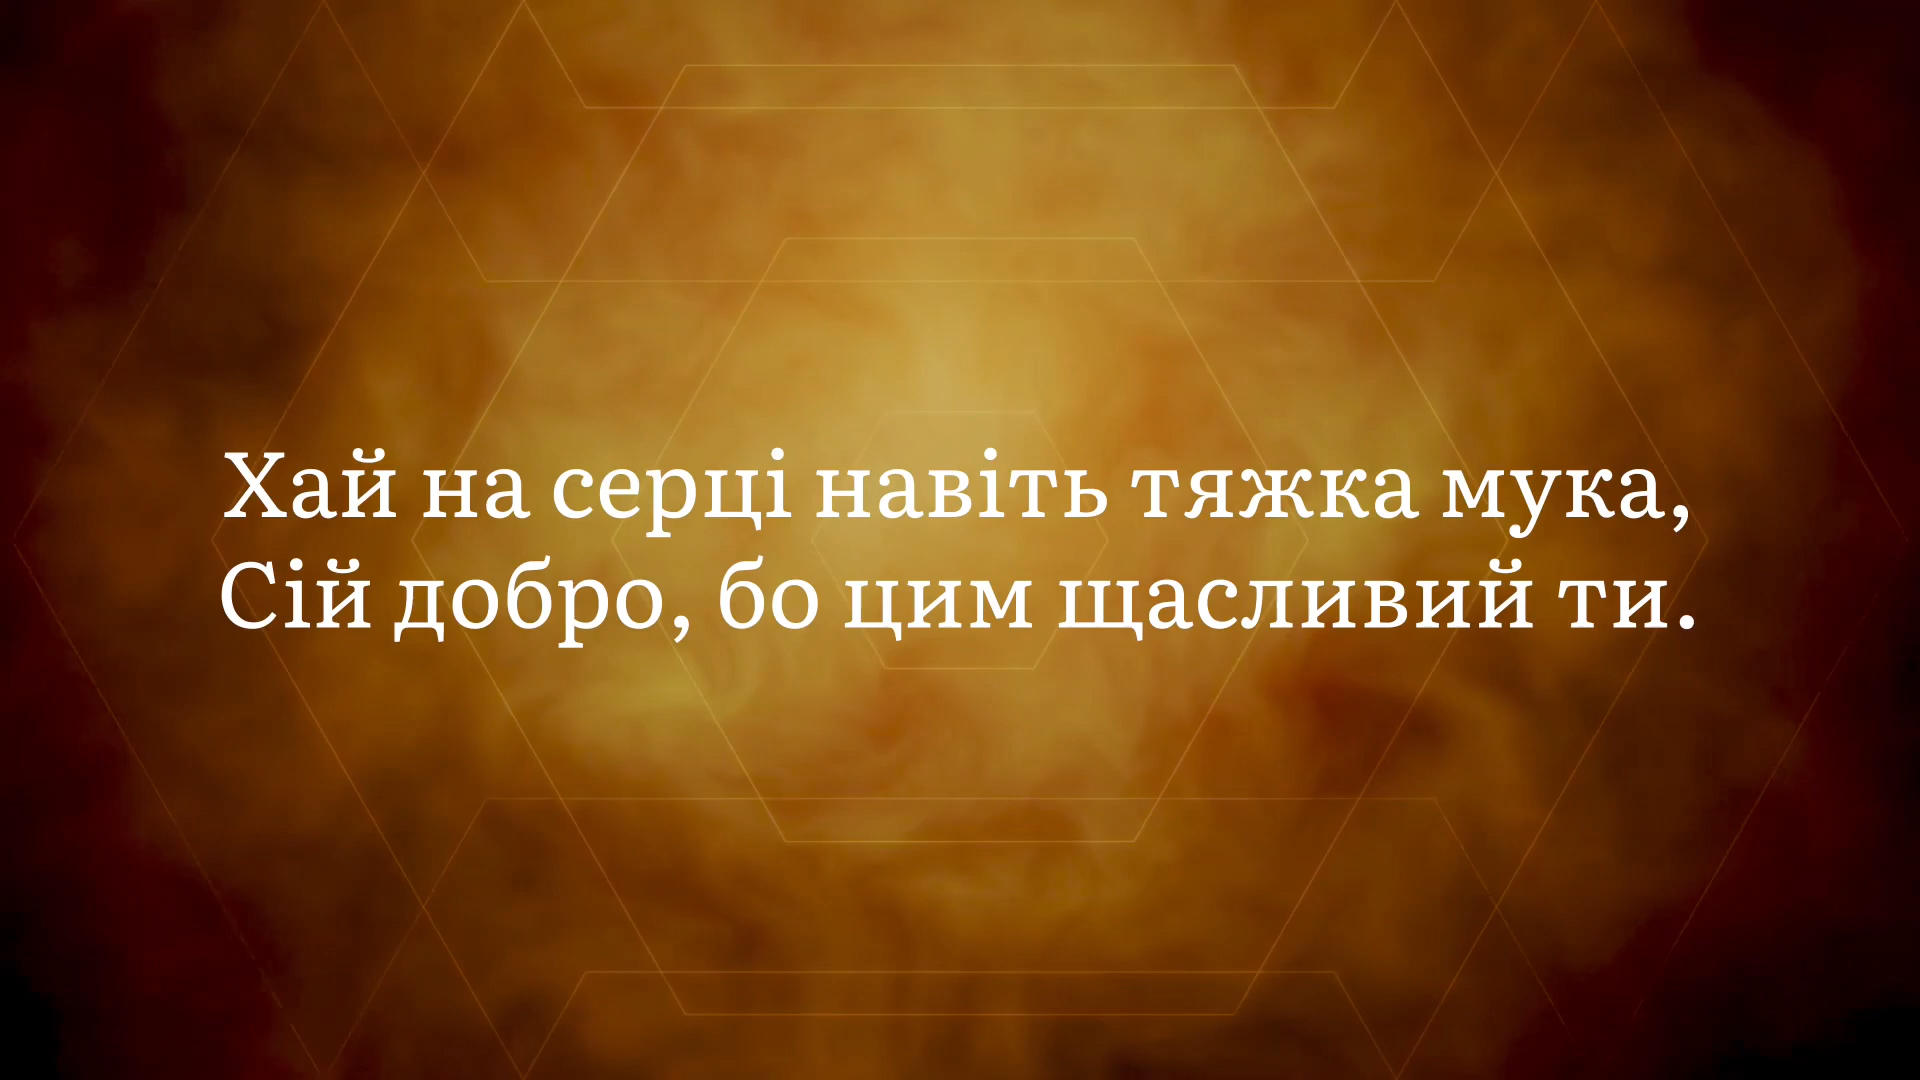 Хай на серці навіть тяжка мука,
Сій добро, бо цим щасливий ти.